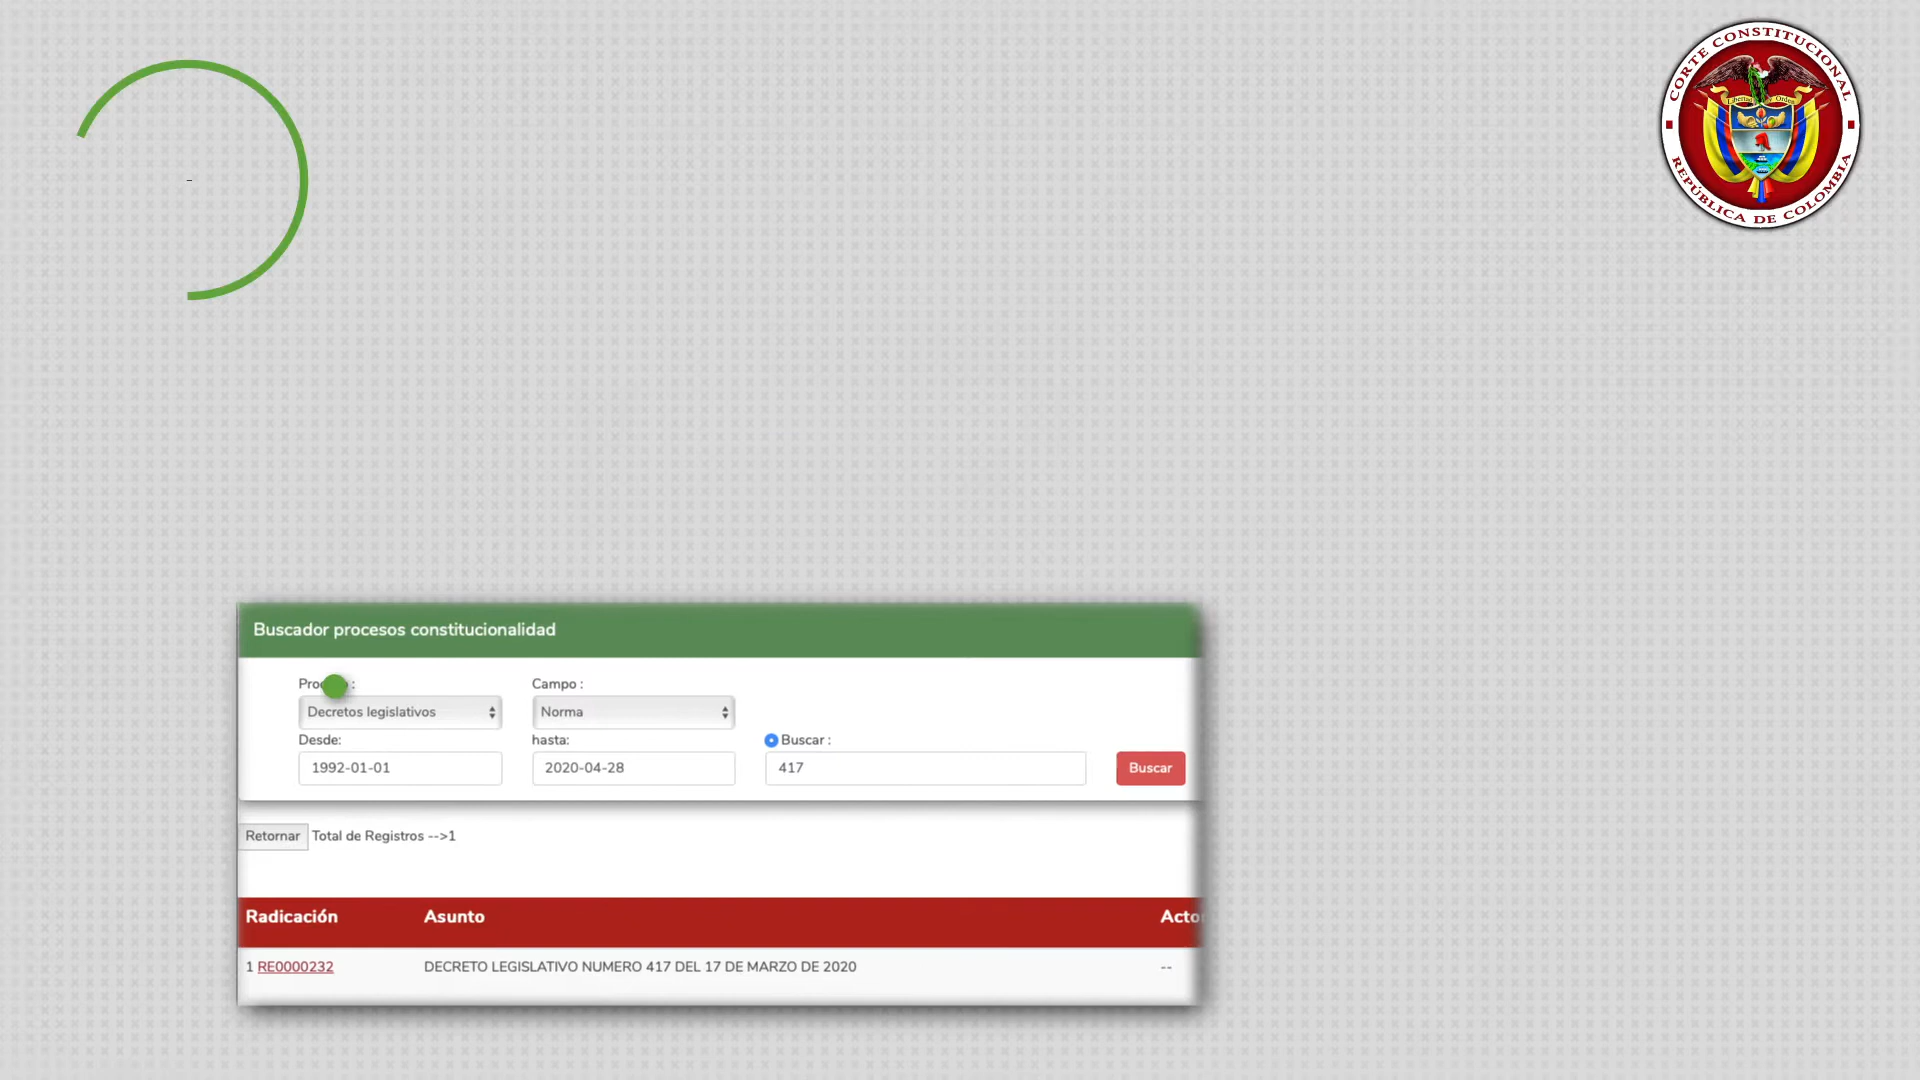 CORTE CONSTITUCIONAL
Libertad y Orden
REPÚBLICA DE COLOMBIA
Buscador procesos constitucionalidad
Campo :
Decretos legislativos
Norma
Desde:
hasta:
Buscar :
1992-01-01
2020-04-28
417
Buscar
Retornar Total de Registros -->1
Radicación Asunto
1 RE0000232 DECRETO LEGISLATIVO NUMERO 417 DEL 17 DE MARZO DE 2020 --